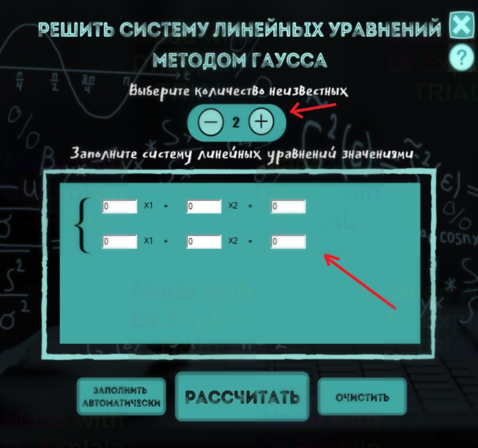 РЕШИТЬ СИСТЕМУ ЛИНЕЙНЫХ УРАВНЕНИЙ
МЕТОДОМ ГАУССА
Выберите количество неизвестных
− 2 +
Заполните систему линейных уравнений значениями
0 X1 + 0 X2 = 0
0 X1 + 0 X2 = 0
ЗАПОЛНИТЬ
АВТОМАТИЧЕСКИ
РАССЧИТАТЬ
ОЧИСТИТЬ